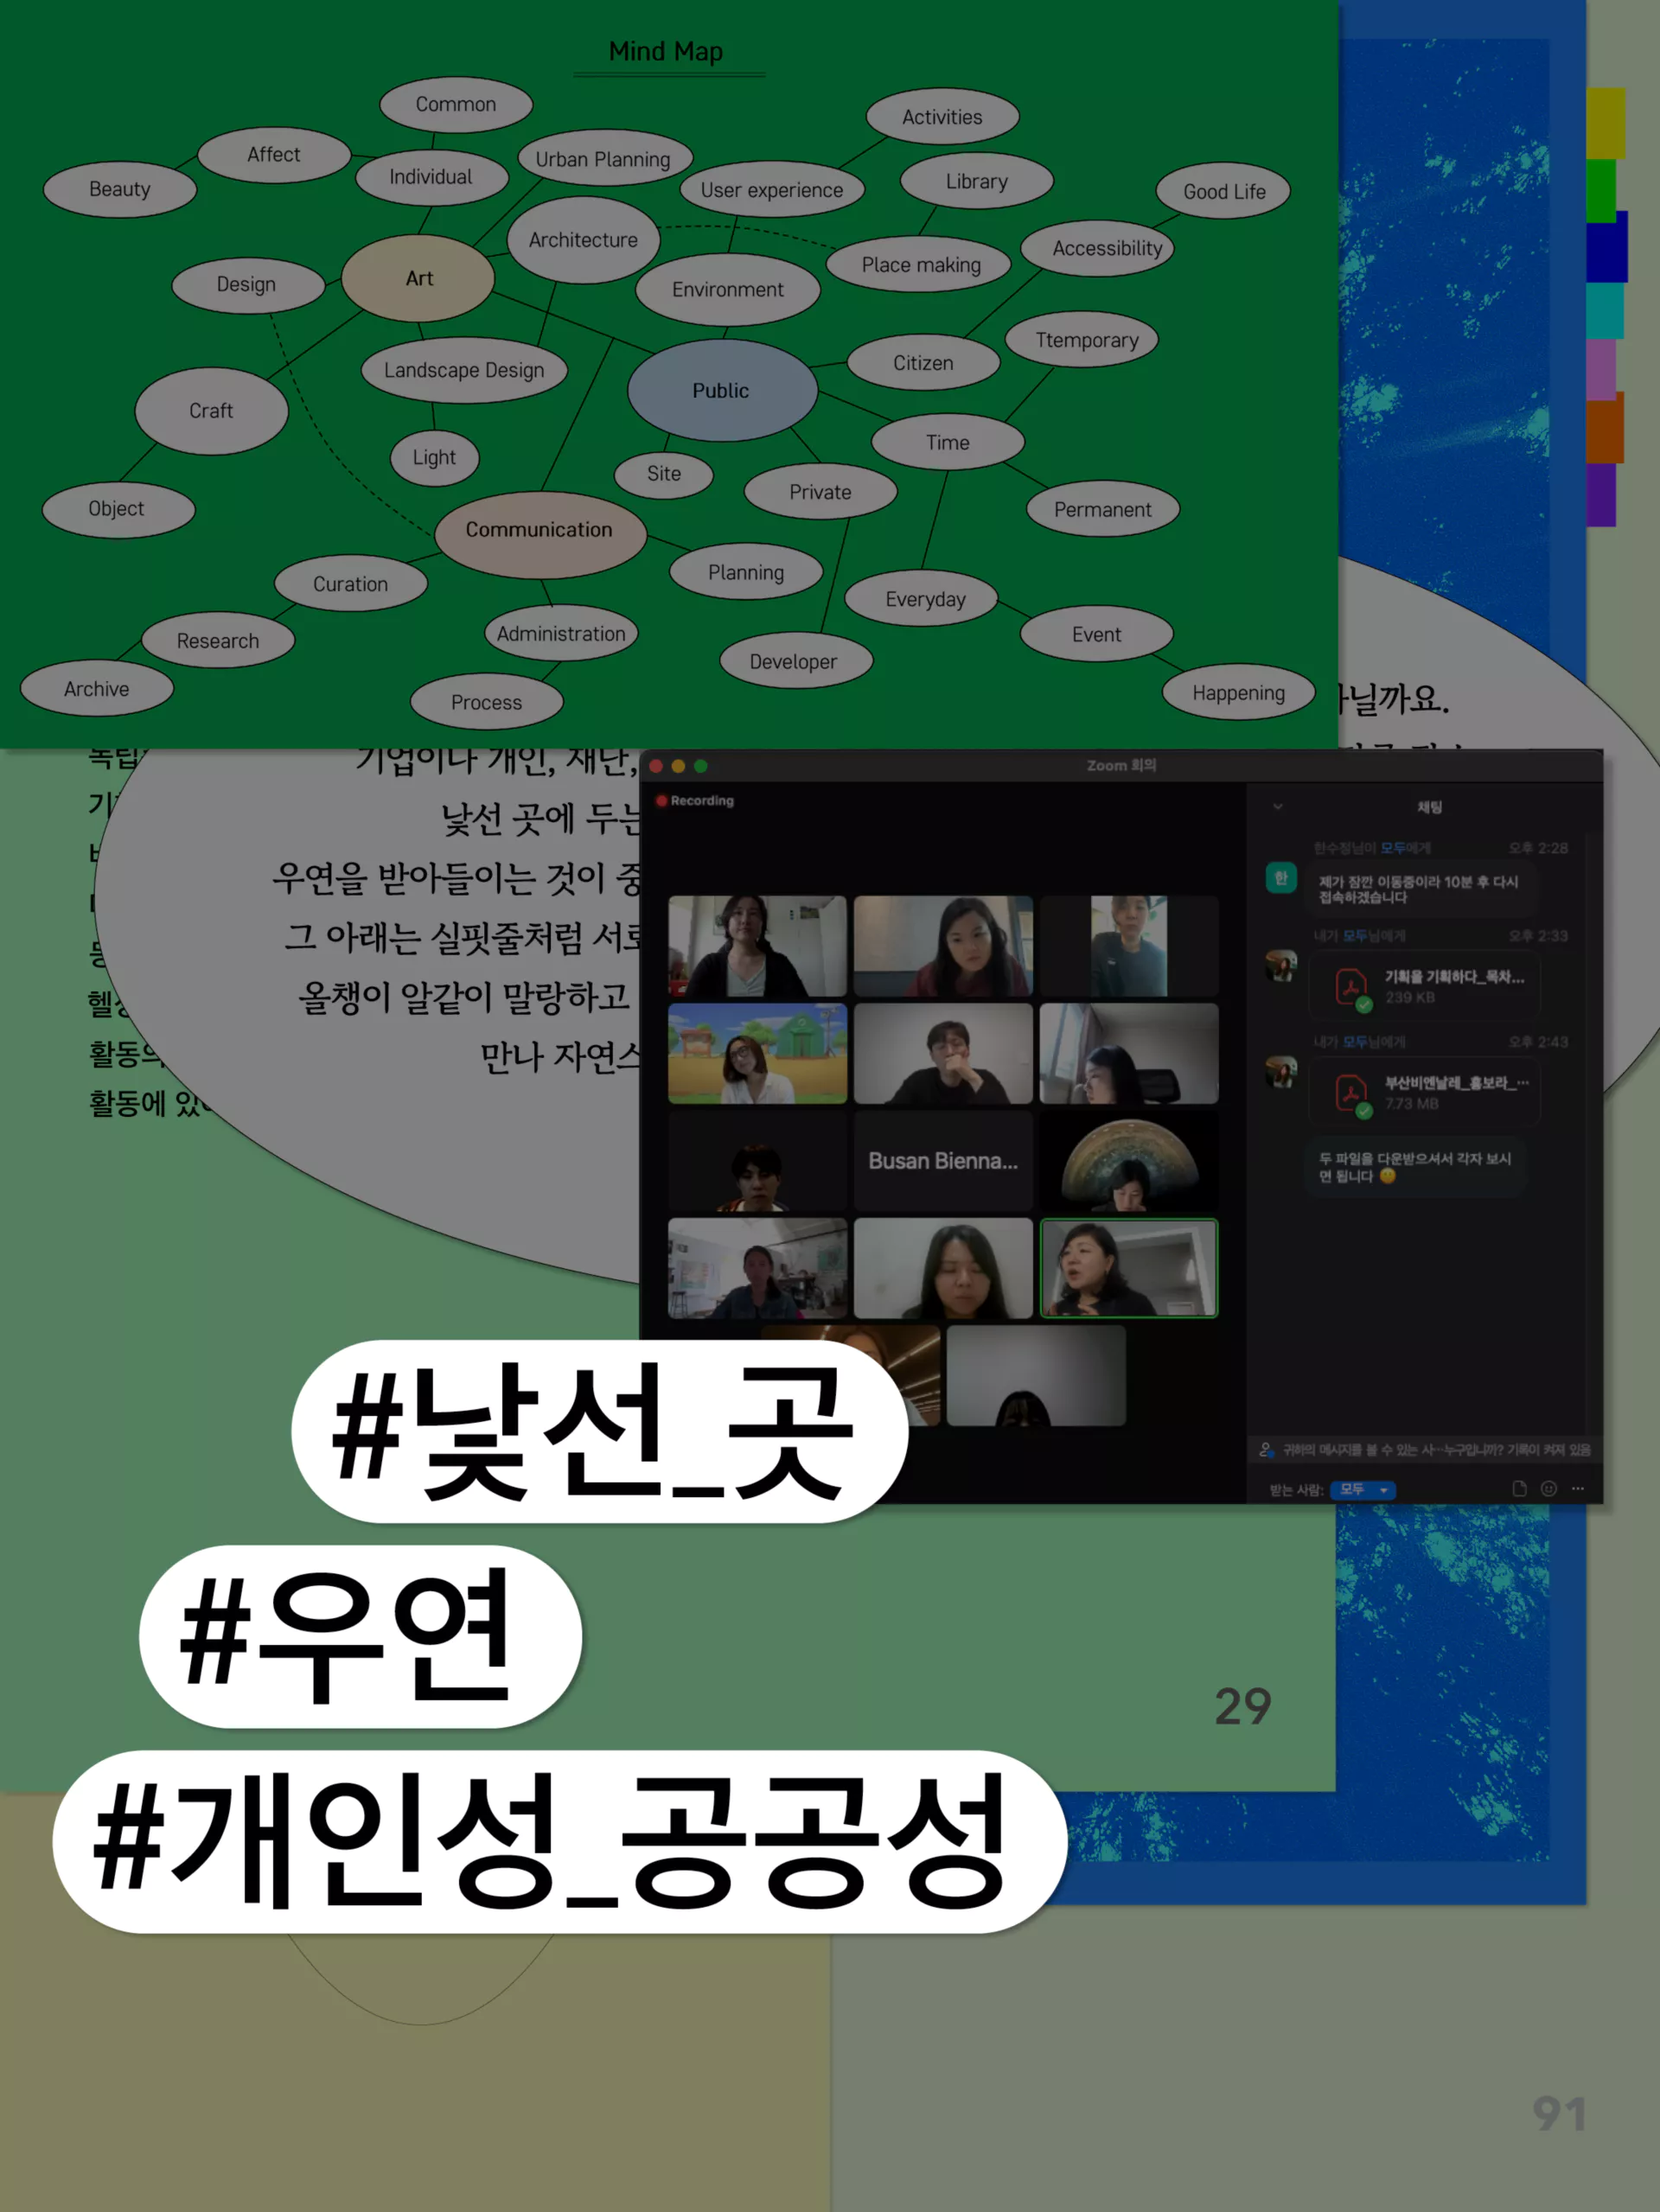 Mind Map
Common
Activities
Affect
Urban Planning
Individual
User experience
Library
Beauty
Good Life
Architecture
Accessibility
Place making
Art
Design
Environment
Ttemporary
Citizen
Landscape Design
Public
Craft
Time
Light
Site
Private
Object
Permanent
Communication
Planning
Curation
Everyday
Research
Administration
Event
Developer
Archive
Process
Happening
아닐까요.
독립
기업이나 개인, 재난,
낯선 곳에 두는
우연을 받아들이는 것이 중
그 아래는 실핏줄처럼 서로
올챙이 알같이 말랑하고
만나 자연스
활동의
활동에 있어
Zoom 회의
Recording
채팅
한수정님이 모두에게 오후 2:28
한
제가 잠깐 이동중이라 10분 후 다시
접속하겠습니다
내가 모두님에게 오후 2:33
기획을 기획하다_목차...
239 KB
내가 모두님에게 오후 2:43
부산비엔날레_홍보라_...
7.73 MB
두 파일을 다운받으셔서 각자 보시
면 됩니다
Busan Bienna...
귀하의 메시지를 볼 수 있는 사…누구입니까? 기록이 켜져 있음
받는 사람: 모두
#낯선_곳
#우연
29
#개인성_공공성
91